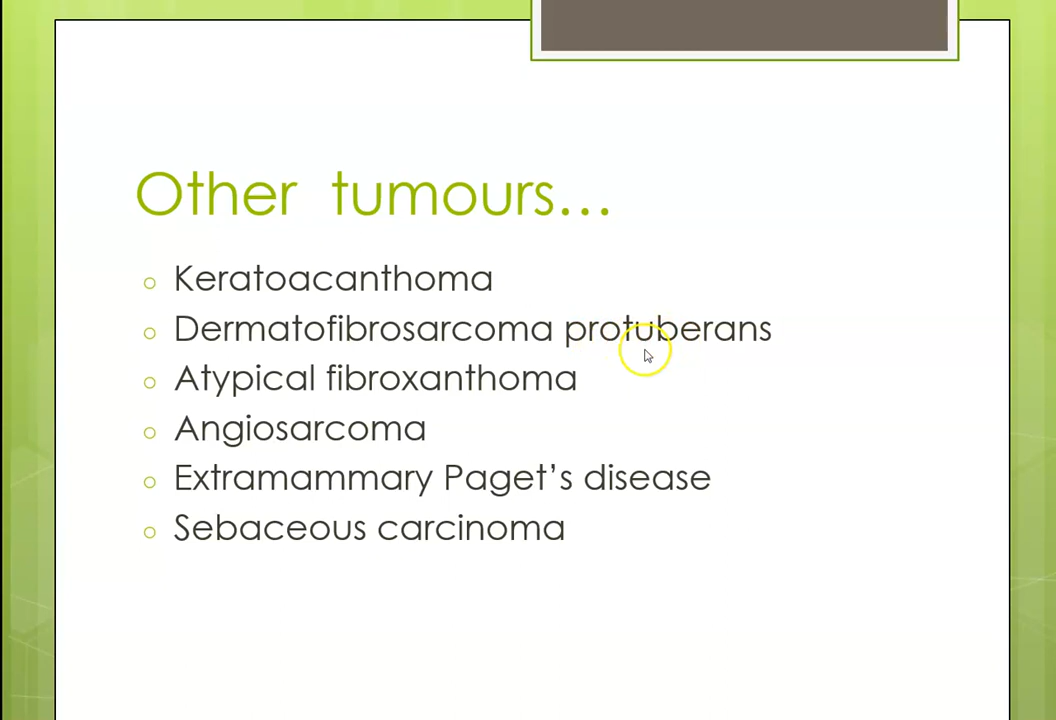 Other tumours…
Keratoacanthoma
Dermatofibrosarcoma protuberans
Atypical fibroxanthoma
Angiosarcoma
Extramammary Paget’s disease
Sebaceous carcinoma